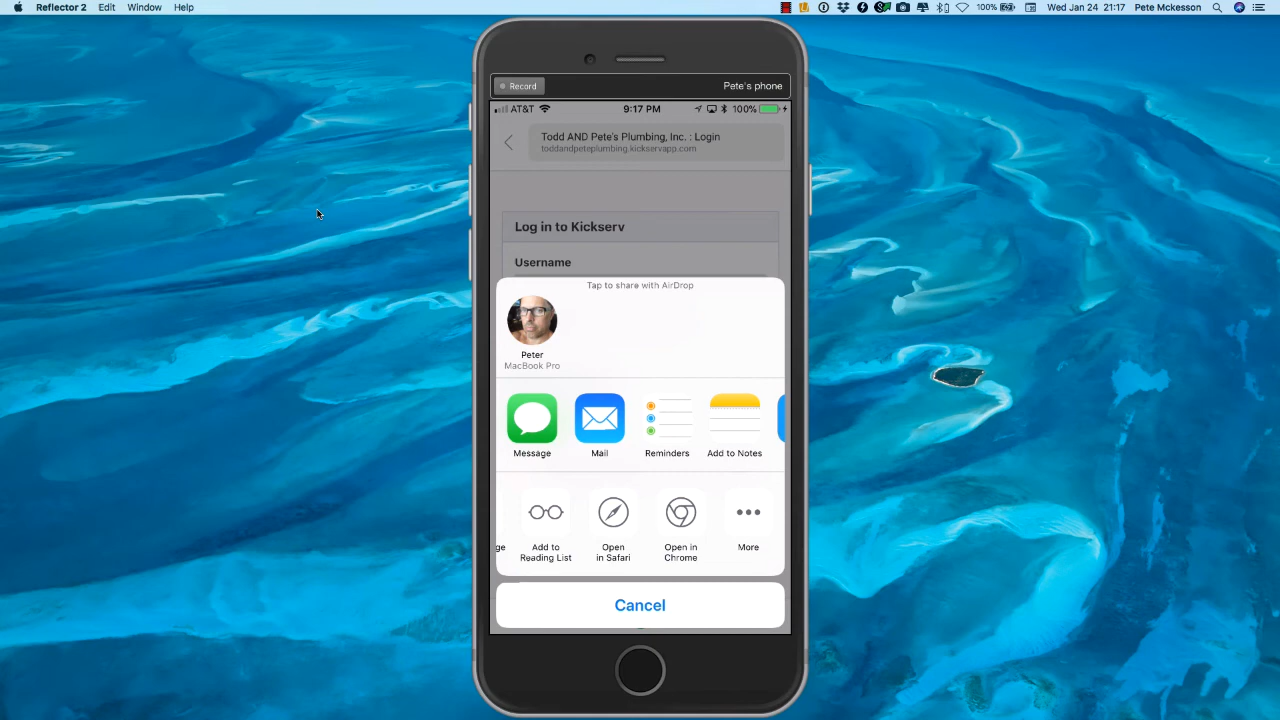 Reflector 2 Edit Window Help 100% Wed Jan 24 21:17 Pete Mckesson
Record Pete's phone
AT&T 9:17 PM 100%
Todd AND Pete's Plumbing, Inc. : Login
toddandpeteplumbing.kickservapp.com
Log in to Kickserv
Username
Tap to share with AirDrop
Peter
MacBook Pro
Message Mail Reminders Add to Notes
ge Add to Reading List Open in Safari Open in Chrome More
Cancel